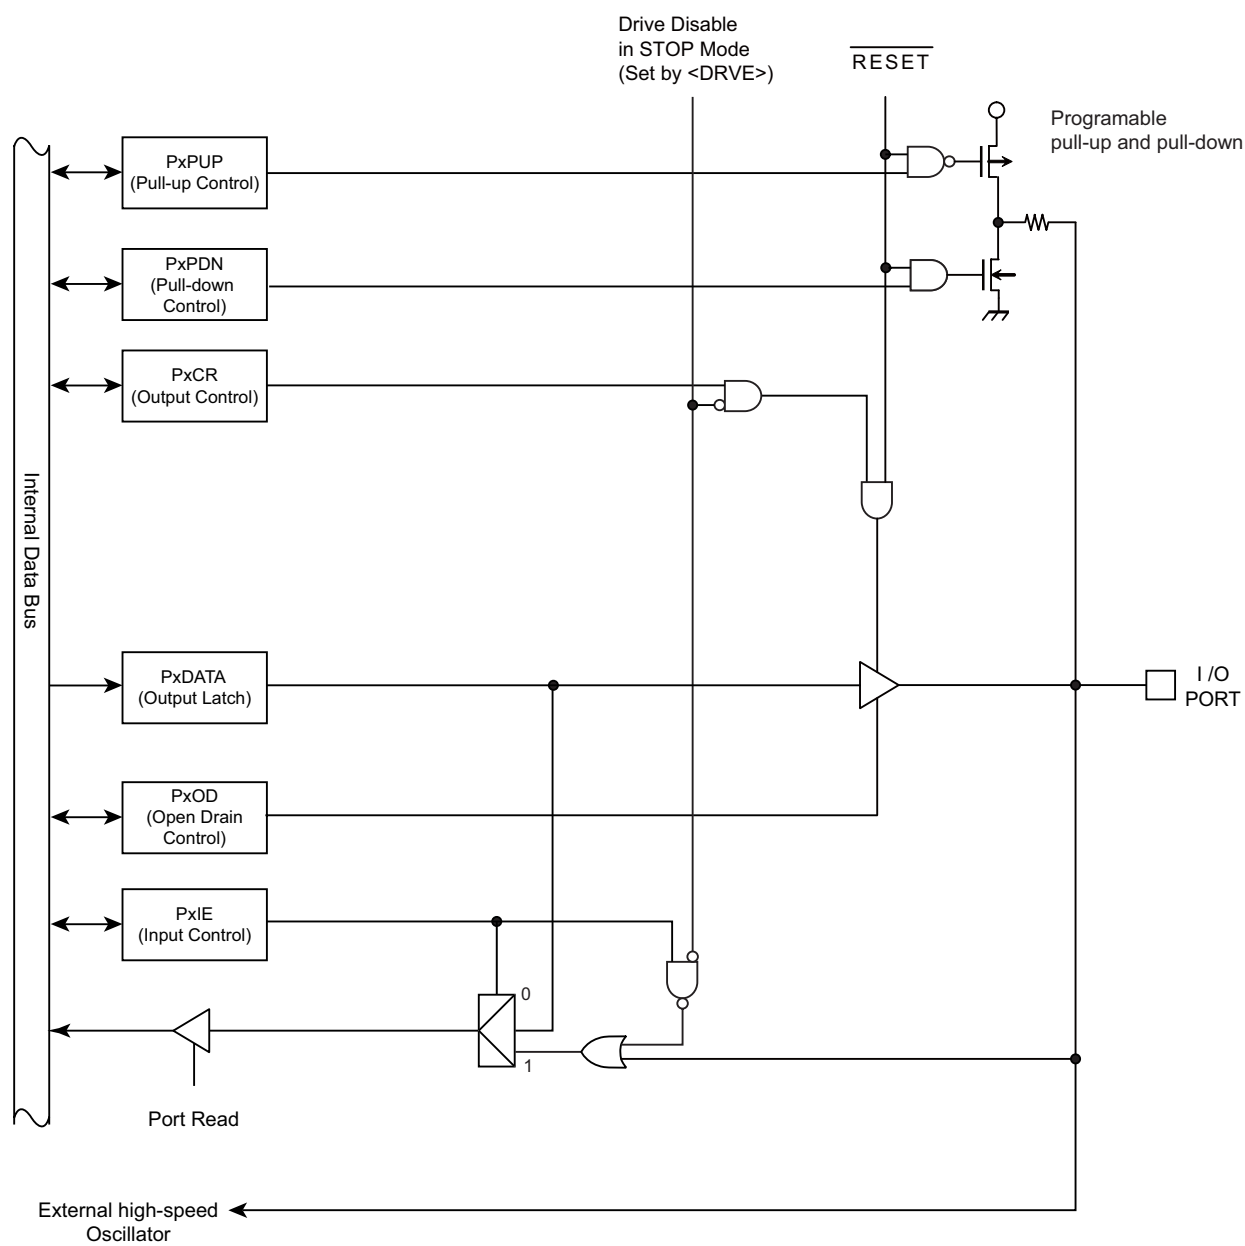 Drive Disable
in STOP Mode
(Set by <DRVE>)
RESET
Programable
pull-up and pull-down
PxPUP
(Pull-up Control)
PxPDN
(Pull-down
Control)
PxCR
(Output Control)
Internal Data Bus
PxDATA
(Output Latch)
I /O
PORT
PxOD
(Open Drain
Control)
PxIE
(Input Control)
0
1
Port Read
External high-speed
Oscillator